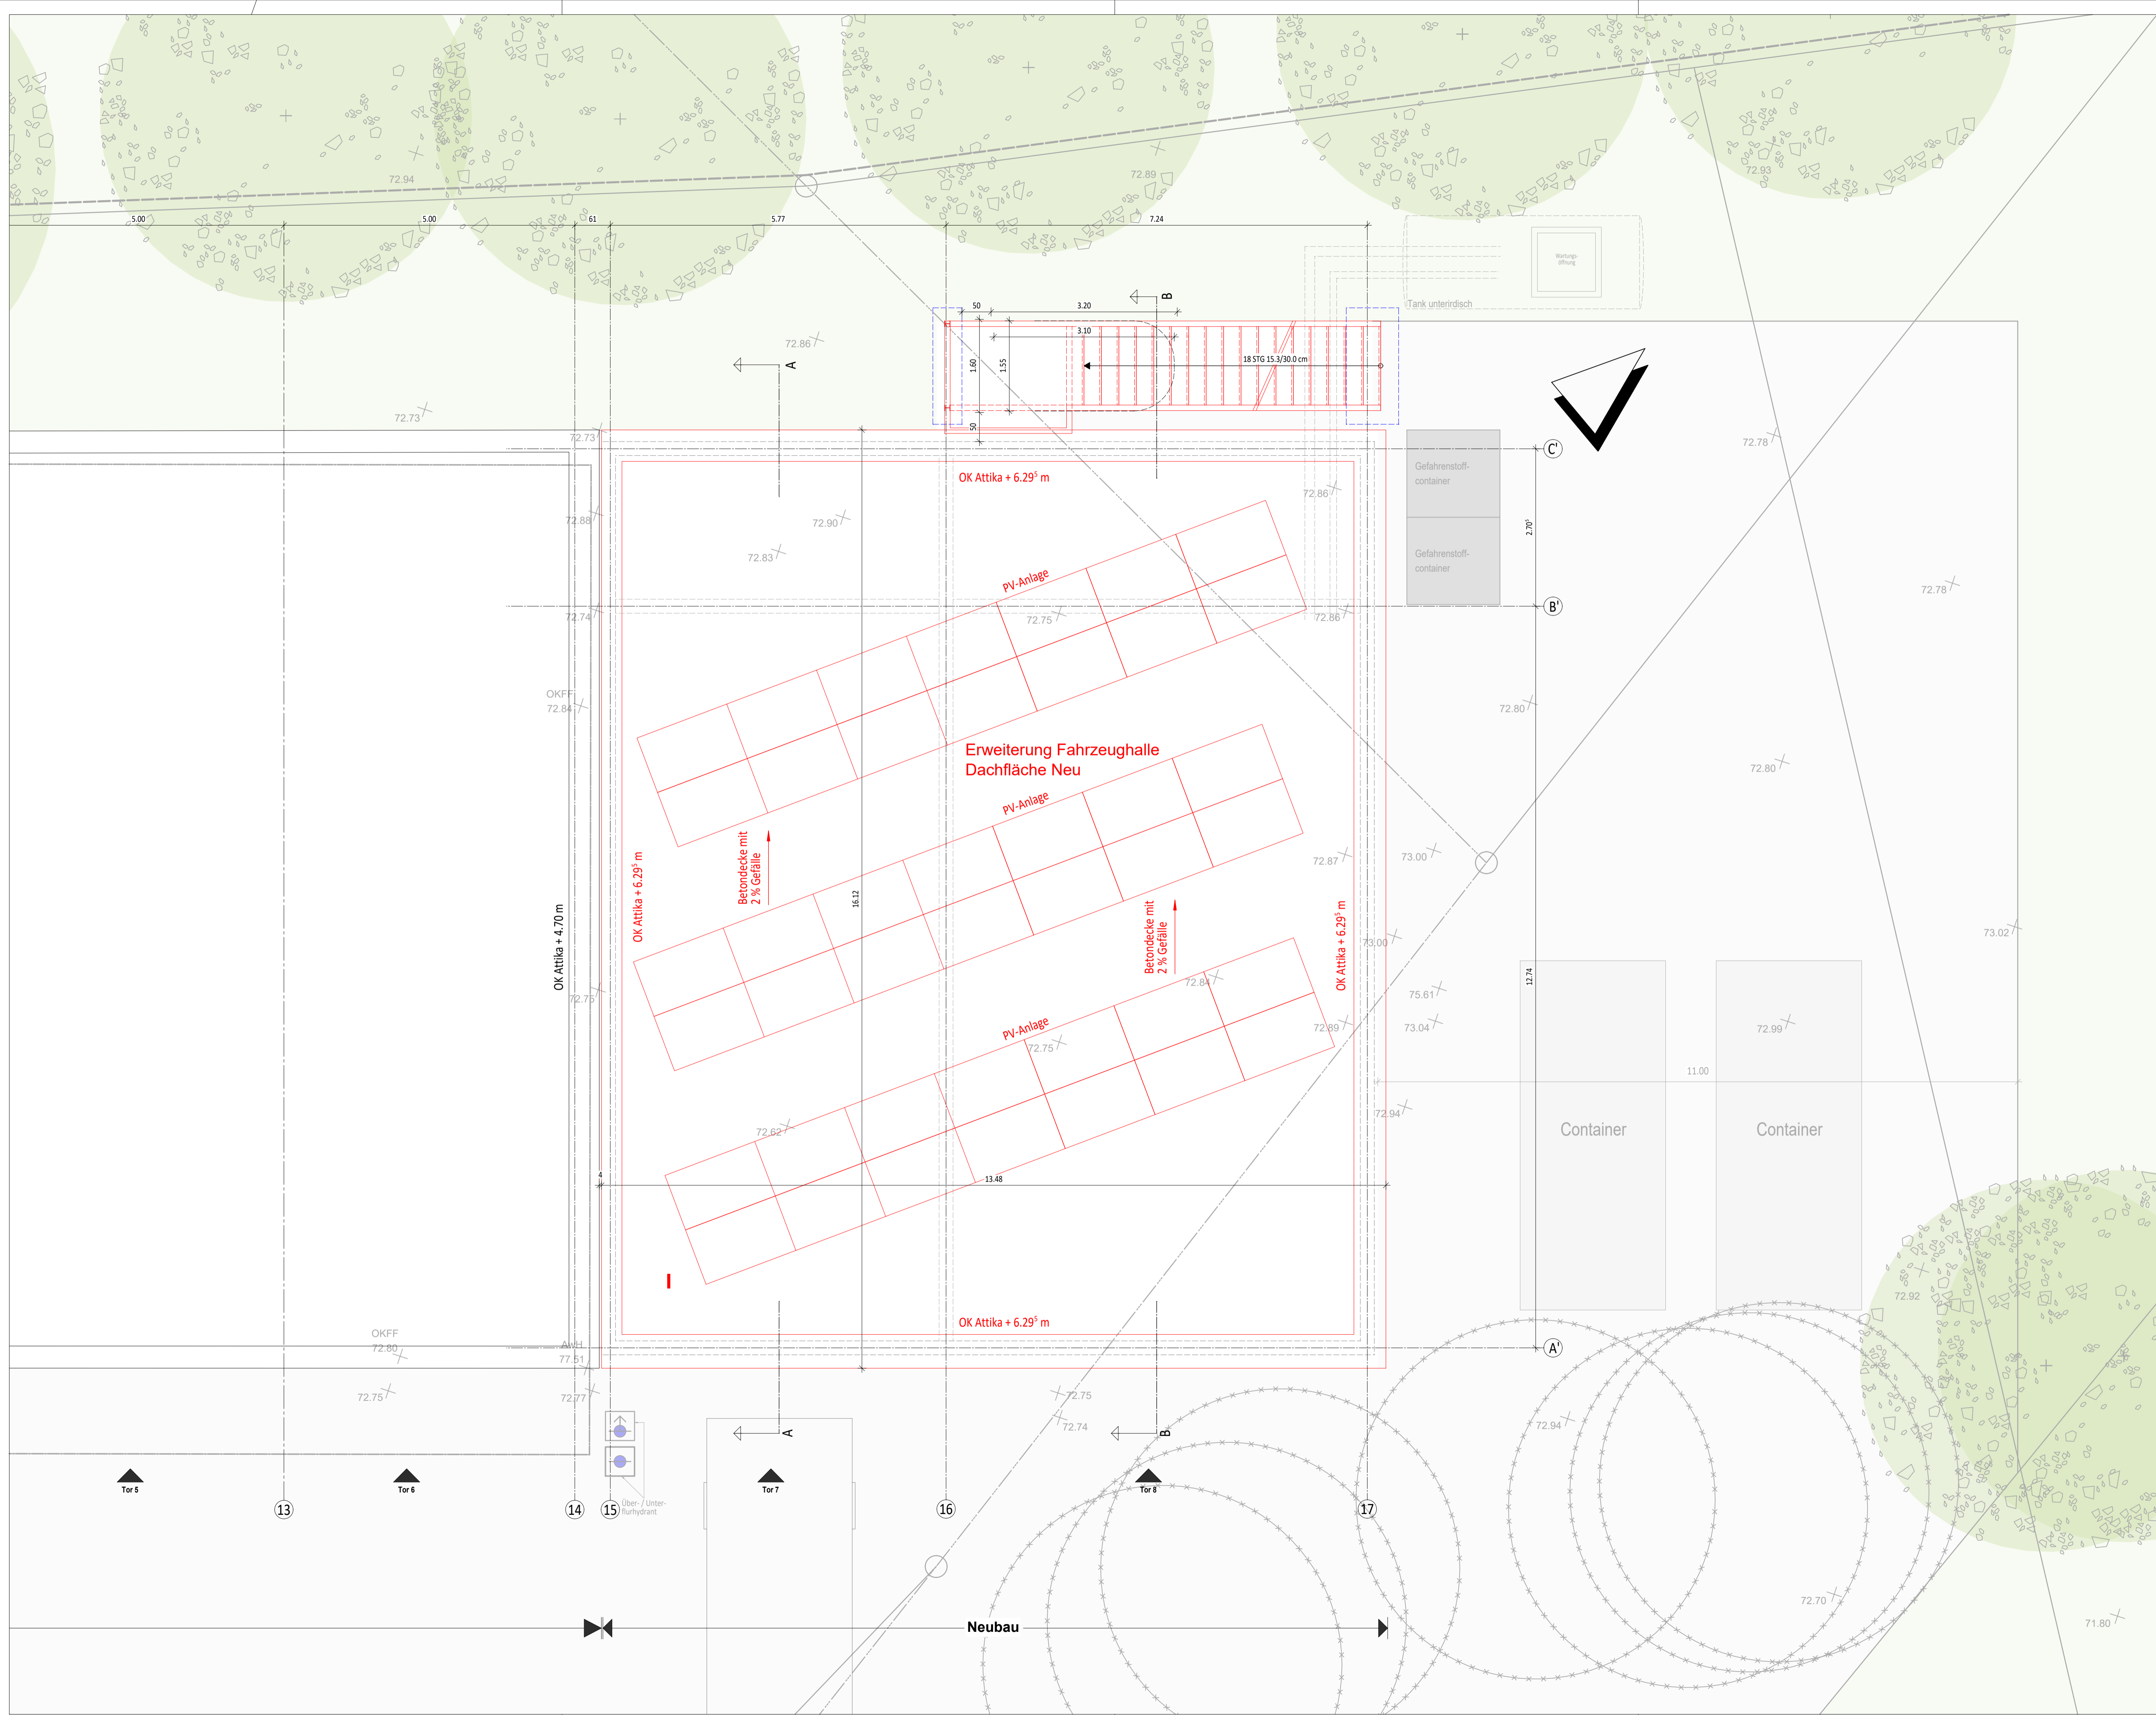 72.94
72.89
72.93
5.00
5.00
61
5.77
7.24
Wartungs-
öffnung
Tank unterirdisch
B
50
3.20
3.10
72.86
A
1.60
1.55
18 STG 15.3/30.0 cm
72.73
50
72.73
72.78
C'
OK Attika + 6.29⁵ m
Gefahrenstoff-
container
72.86
72.88
72.90
2.70⁵
72.83
Gefahrenstoff-
container
PV-Anlage
72.78
B'
72.74
72.75
72.86
OKFF
72.84
72.80
Erweiterung Fahrzeughalle
Dachfläche Neu
72.80
PV-Anlage
Betondecke mit
2 % Gefälle
OK Attika + 6.29⁵ m
72.87
73.00
16.12
OK Attika + 4.70 m
Betondecke mit
2 % Gefälle
OK Attika + 6.29⁵ m
73.00
73.02
72.84
12.74
72.75
75.61
PV-Anlage
72.75
72.89
73.04
72.99
11.00
72.94
72.62
Container
Container
4
13.48
72.92
OK Attika + 6.29⁵ m
OKFF
72.80
AwH
77.51
A'
72.75
72.77
72.75
72.74
72.94
A
B
Tor 5
Tor 6
Tor 7
Tor 8
13
14
15
Über- / Unter-
flurhydrant
16
17
72.70
71.80
Neubau